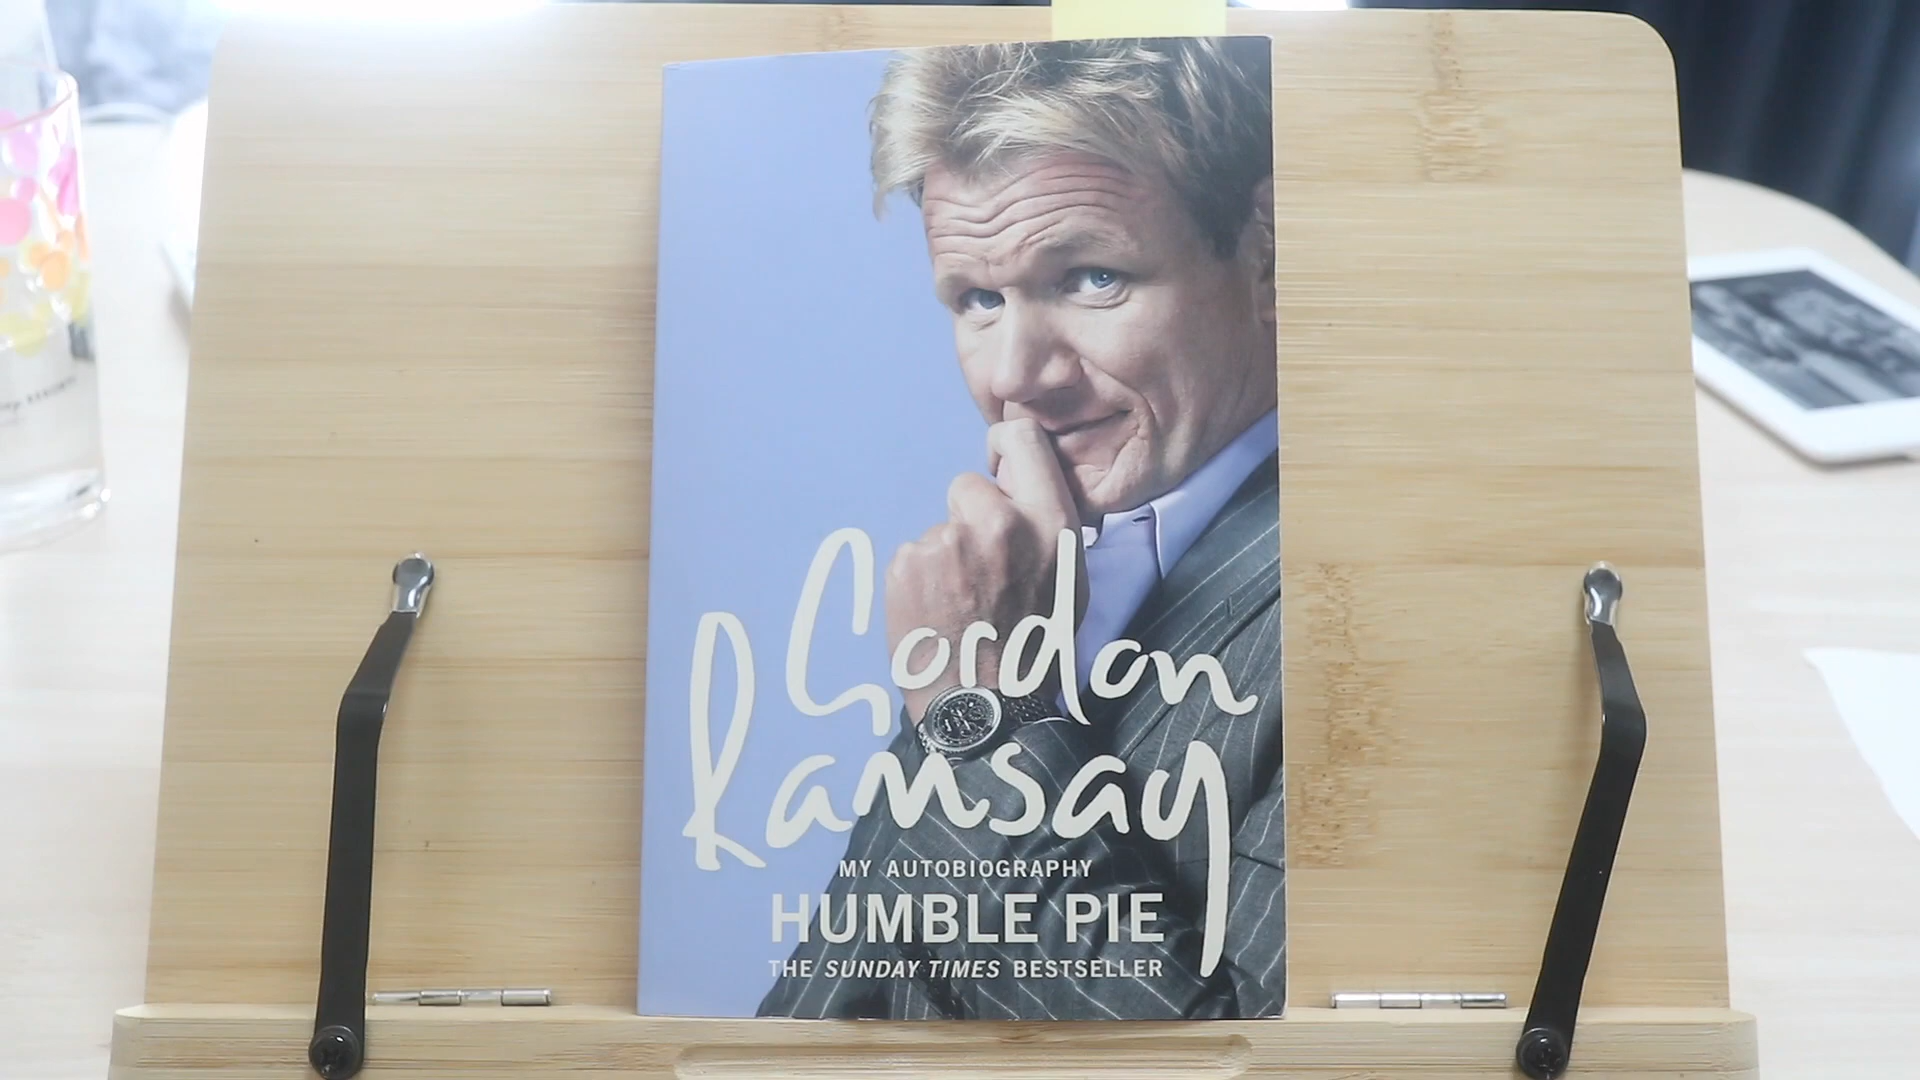 Gordon
Ramsay
MY AUTOBIOGRAPHY
HUMBLE PIE
THE SUNDAY TIMES BESTSELLER